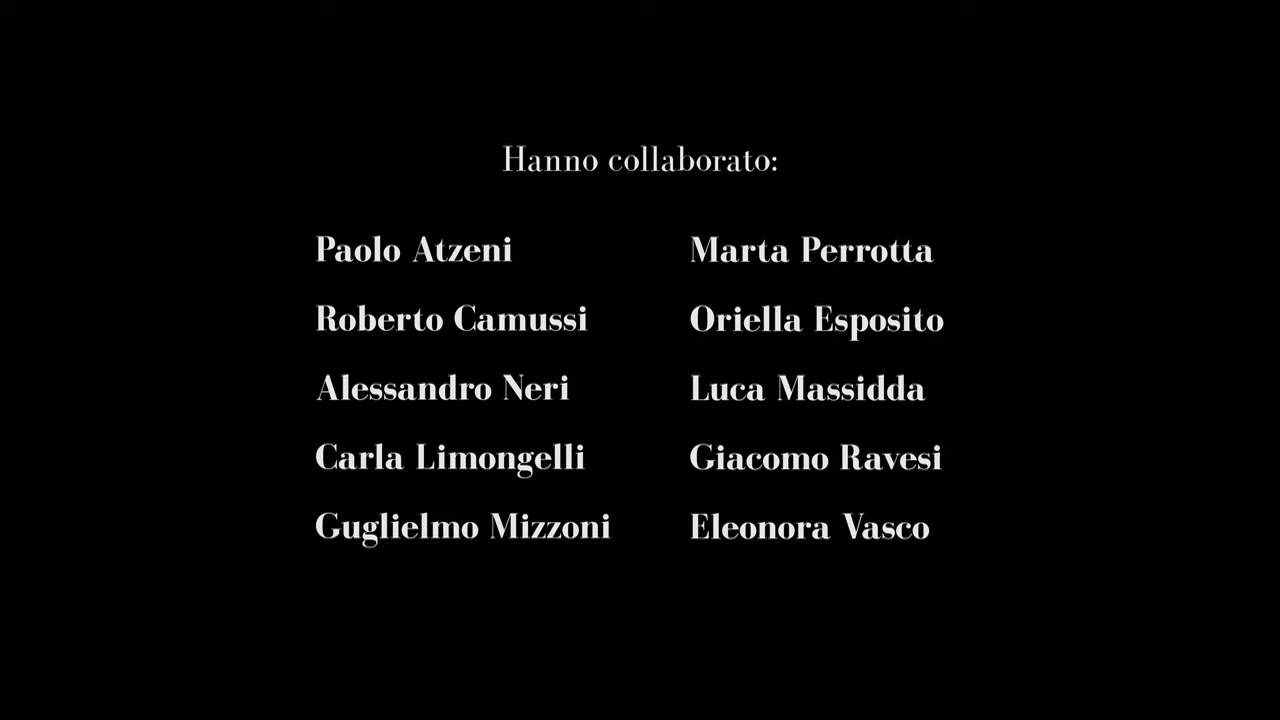 Hanno collaborato:
Paolo Atzeni
Roberto Camussi
Alessandro Neri
Carla Limongelli
Guglielmo Mizzoni
Marta Perrotta
Oriella Esposito
Luca Massidda
Giacomo Ravesi
Eleonora Vasco